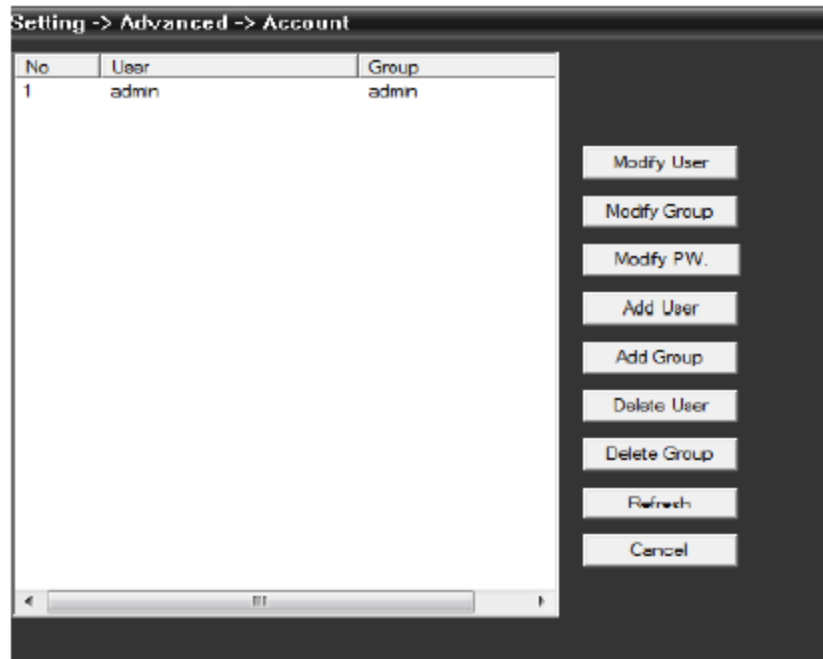 Setting -> Advanced -> Account
No User Group
1 admin admin
Modify User
Modify Group
Modify PW.
Add User
Add Group
Delete User
Delete Group
Refresh
Cancel